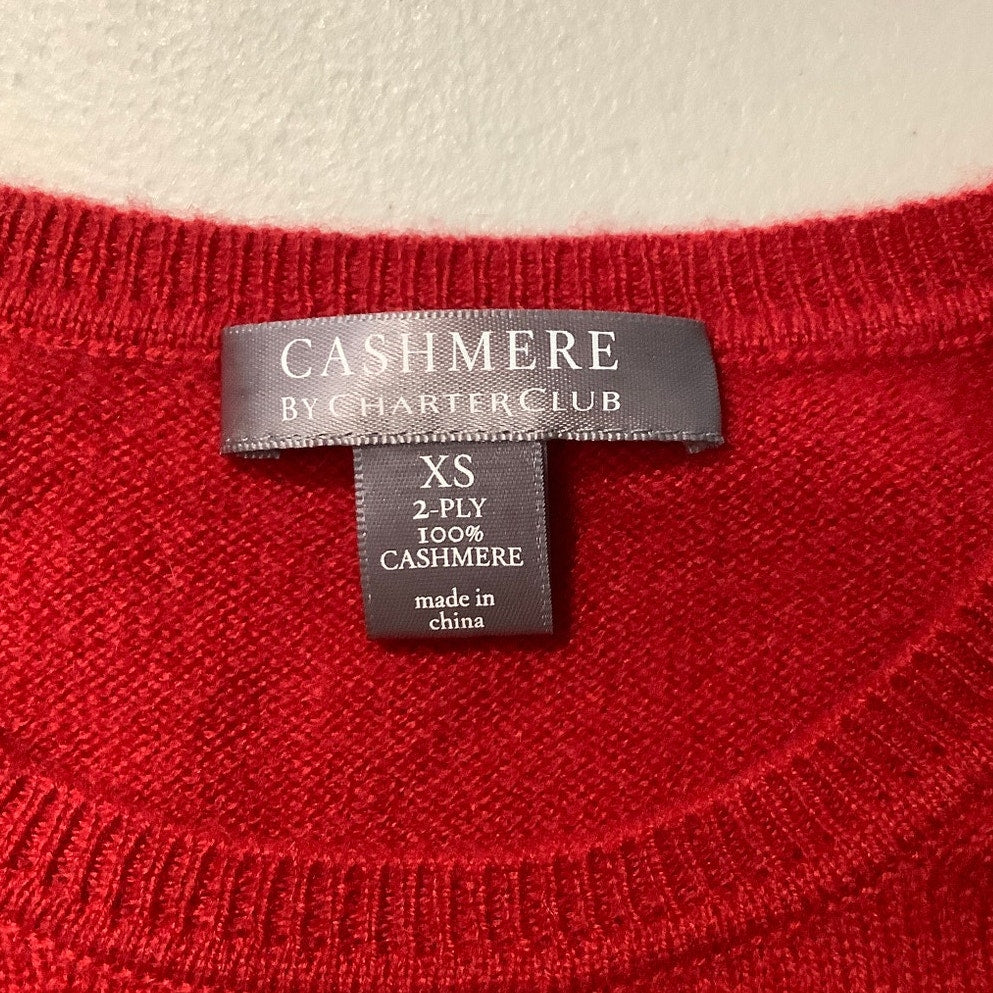 CASHMERE
BY CHARTER CLUB
XS
2-PLY
100%
CASHMERE
made in
china